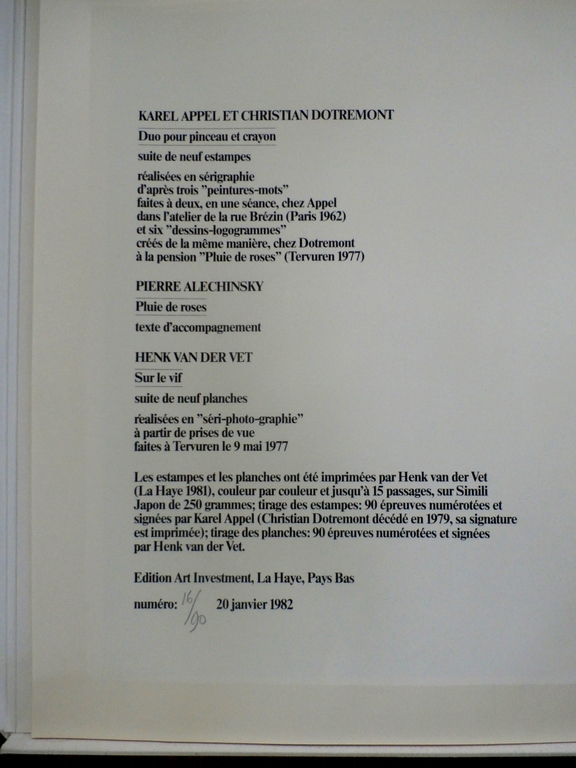 KAREL APPEL ET CHRISTIAN DOTREMONT
Duo pour pinceau et crayon
suite de neuf estampes
réalisées en sérigraphie
d'après trois "peintures-mots"
faites à deux, en une séance, chez Appel
dans l'atelier de la rue Brézin (Paris 1962)
et six "dessins-logogrammes"
créés de la même manière, chez Dotremont
à la pension "Pluie de roses" (Tervuren 1977)
PIERRE ALECHINSKY
Pluie de roses
texte d'accompagnement
HENK VAN DER VET
Sur le vif
suite de neuf planches
réalisées en "séri-photo-graphie"
à partir de prises de vue
faites à Tervuren le 9 mai 1977
Les estampes et les planches ont été imprimées par Henk van der Vet
(La Haye 1981), couleur par couleur et jusqu'à 15 passages, sur Simili
Japon de 250 grammes; tirage des estampes: 90 épreuves numérotées et
signées par Karel Appel (Christian Dotremont décédé en 1979, sa signature
est imprimée); tirage des planches: 90 épreuves numérotées et signées
par Henk van der Vet.
Edition Art Investment, La Haye, Pays Bas
numéro: 16/90 20 janvier 1982